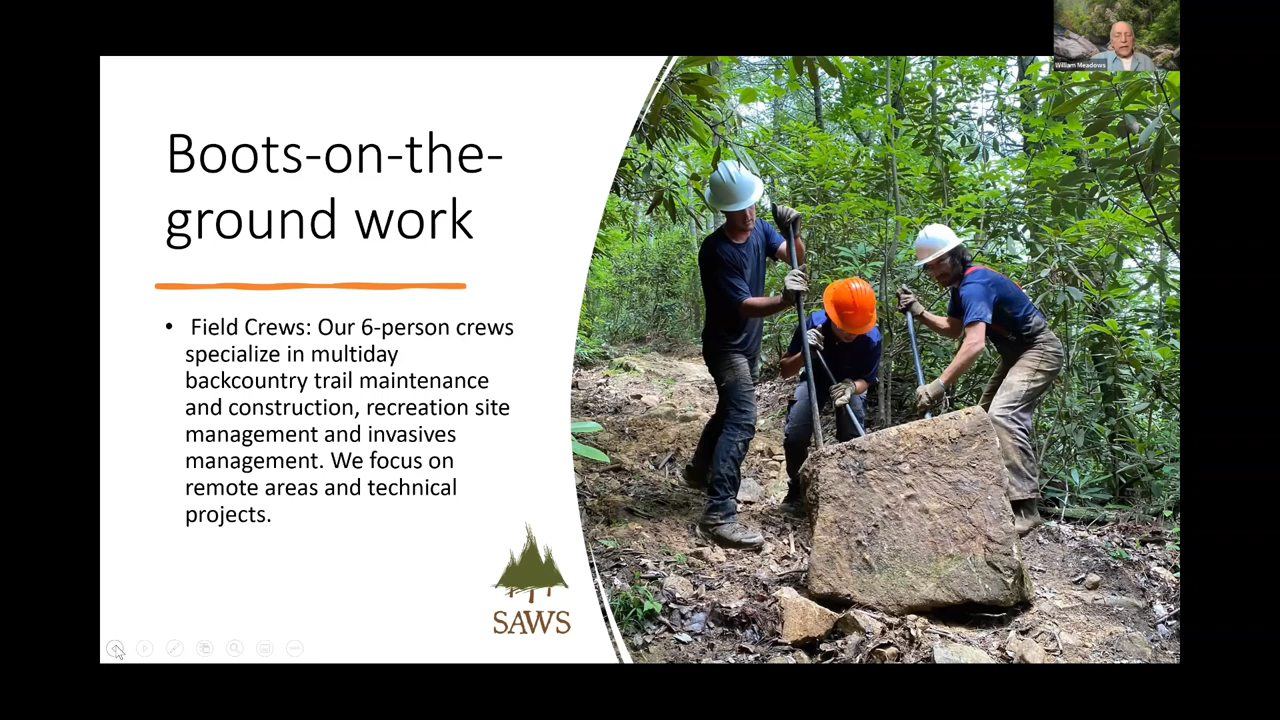 William Meadows
Boots-on-the-
ground work
• Field Crews: Our 6-person crews
specialize in multiday
backcountry trail maintenance
and construction, recreation site
management and invasives
management. We focus on
remote areas and technical
projects.
SAWS